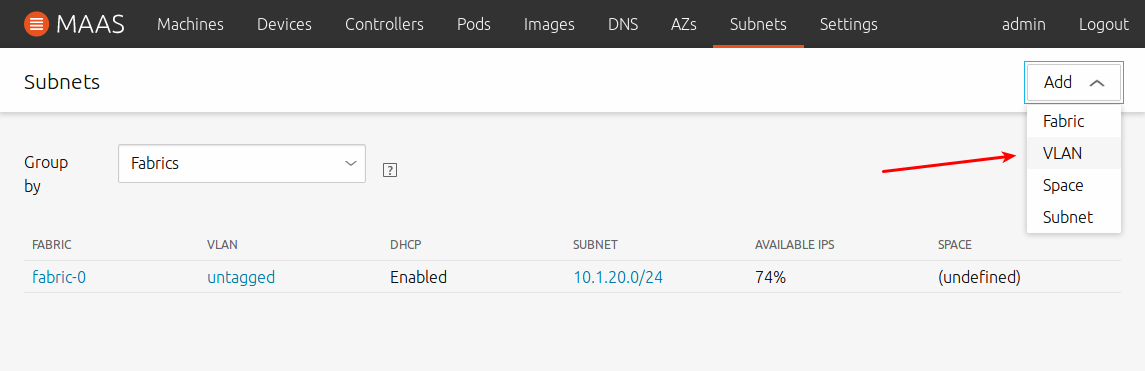 MAAS Machines Devices Controllers Pods Images DNS AZs Subnets Settings admin Logout
Subnets
Add
Fabric
VLAN
Space
Subnet
Group by
Fabrics
?
FABRIC VLAN DHCP SUBNET AVAILABLE IPS SPACE
fabric-0 untagged Enabled 10.1.20.0/24 74% (undefined)